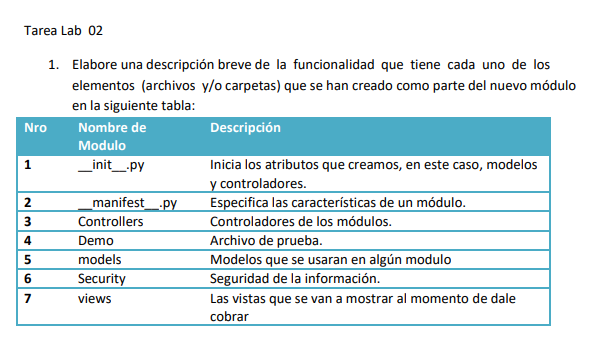 Tarea Lab 02
1. Elabore una descripción breve de la funcionalidad que tiene cada uno de los
elementos (archivos y/o carpetas) que se han creado como parte del nuevo módulo
en la siguiente tabla:
Nro Nombre de Modulo Descripción
1 __init__.py Inicia los atributos que creamos, en este caso, modelos
y controladores.
2 __manifest__.py Especifica las características de un módulo.
3 Controllers Controladores de los módulos.
4 Demo Archivo de prueba.
5 models Modelos que se usaran en algún modulo
6 Security Seguridad de la información.
7 views Las vistas que se van a mostrar al momento de dale
cobrar